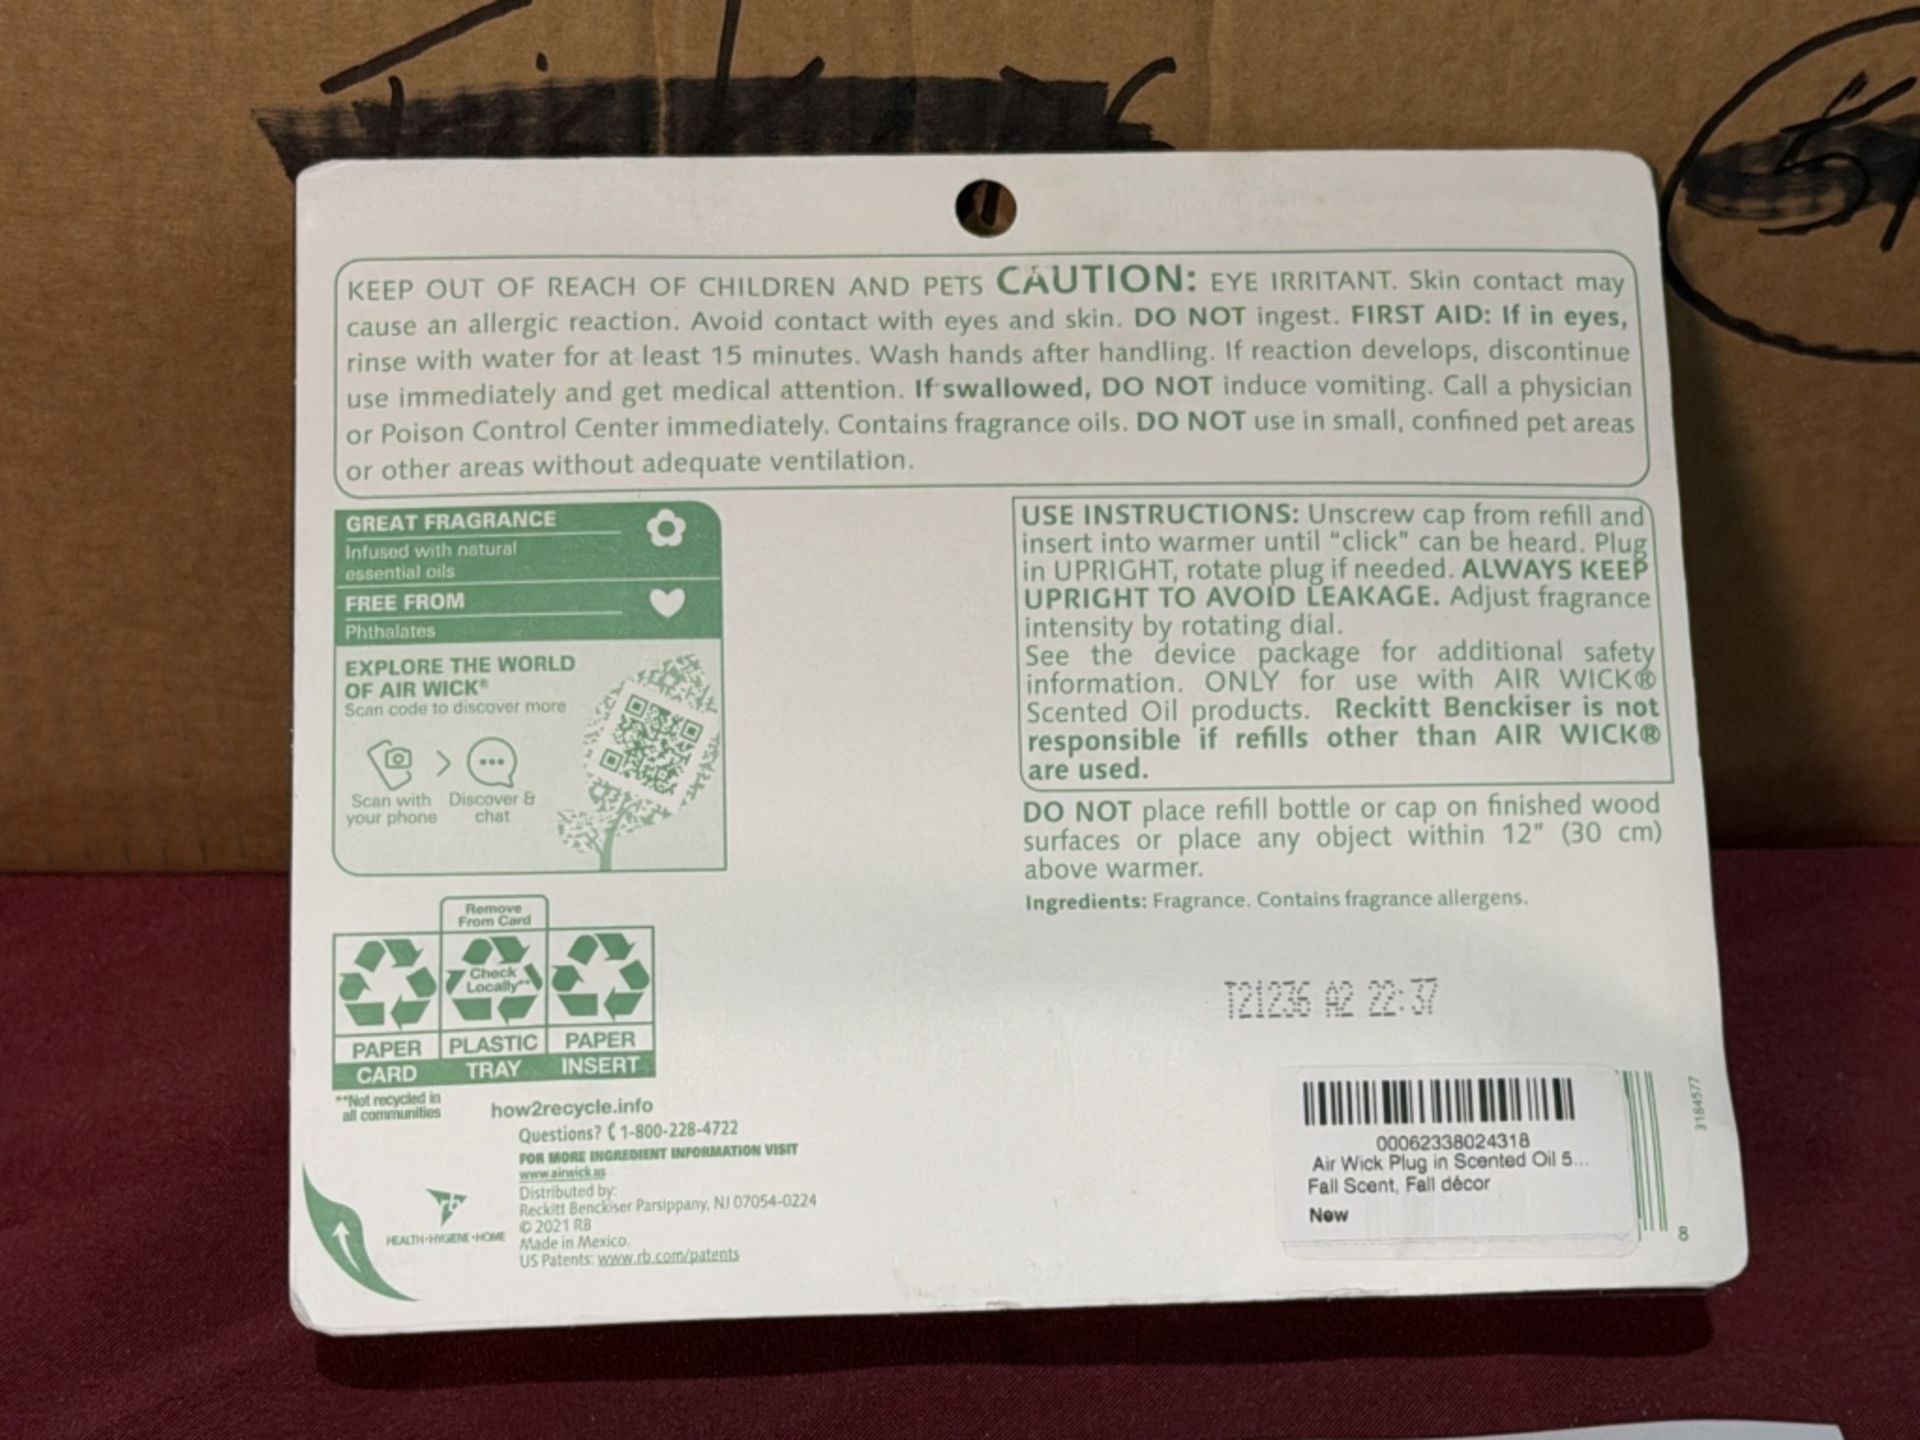 KEEP OUT OF REACH OF CHILDREN AND PETS CAUTION: EYE IRRITANT. Skin contact may
cause an allergic reaction. Avoid contact with eyes and skin. DO NOT ingest. FIRST AID: If in eyes,
rinse with water for at least 15 minutes. Wash hands after handling. If reaction develops, discontinue
use immediately and get medical attention. If swallowed, DO NOT induce vomiting. Call a physician
or Poison Control Center immediately. Contains fragrance oils. DO NOT use in small, confined pet areas
or other areas without adequate ventilation.
GREAT FRAGRANCE
Infused with natural
essential oils
FREE FROM
Phthalates
EXPLORE THE WORLD
OF AIR WICK®
Scan code to discover more
Scan with
your phone
Discover &
chat
USE INSTRUCTIONS: Unscrew cap from refill and
insert into warmer until "click" can be heard. Plug
in UPRIGHT, rotate plug if needed. ALWAYS KEEP
UPRIGHT TO AVOID LEAKAGE. Adjust fragrance
intensity by rotating dial.
See the device package for additional safety
information. ONLY for use with AIR WICK®
Scented Oil products. Reckitt Benckiser is not
responsible if refills other than AIR WICK®
are used.
DO NOT place refill bottle or cap on finished wood
surfaces or place any object within 12" (30 cm)
above warmer.
Ingredients: Fragrance. Contains fragrance allergens.
Remove
From Card
Check
Locally**
PAPER PLASTIC PAPER
CARD TRAY INSERT
**Not recycled in
all communities
how2recycle.info
Questions? 1-800-228-4722
FOR MORE INGREDIENT INFORMATION VISIT
www.airwick.us
Distributed by:
Reckitt Benckiser Parsippany, NJ 07054-0224
© 2021 RB
Made in Mexico.
US Patents: www.rb.com/patents
rb
HEALTH•HYGIENE•HOME
T21236 A2 22:37
00062338024318
Air Wick Plug in Scented Oil 5...
Fall Scent, Fall décor
New
3184577
8